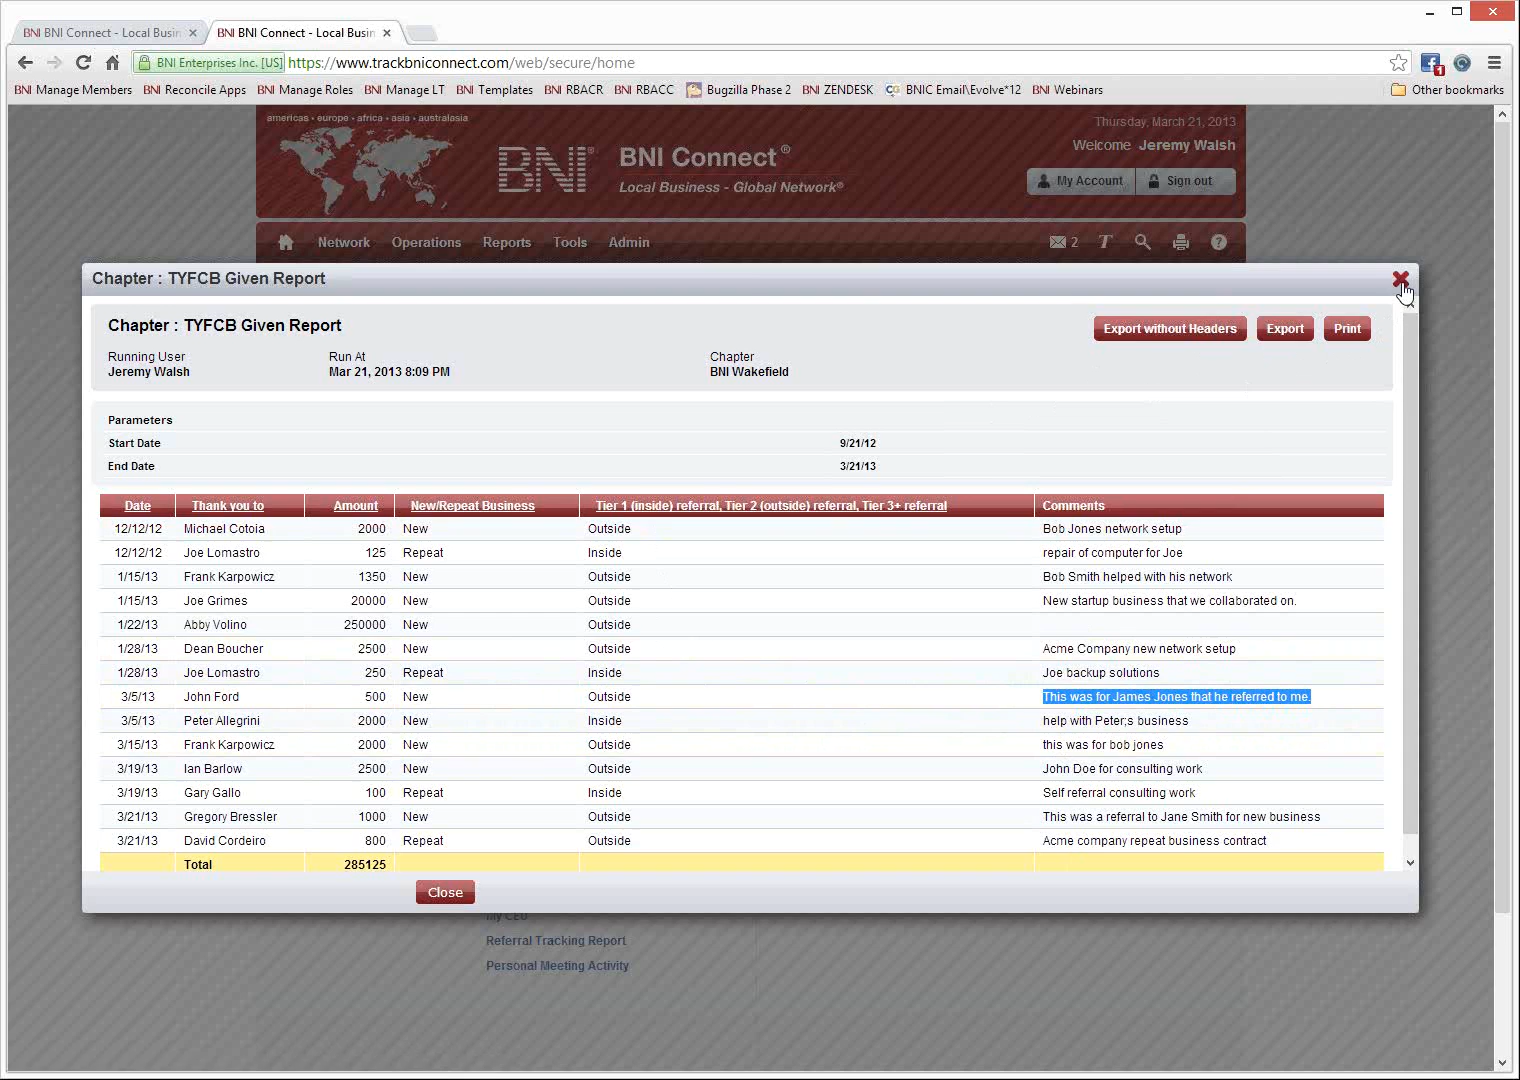 BNI BNI Connect - Local Busin
BNI BNI Connect - Local Busin
BNI Enterprises Inc. [US] https://www.trackbniconnect.com/web/secure/home
BNI Manage Members BNI Reconcile Apps BNI Manage Roles BNI Manage LT BNI Templates BNI RBACR BNI RBACC Bugzilla Phase 2 BNI ZENDESK CG BNIC Email\Evolve*12 BNI Webinars Other bookmarks
americas • europe • africa • asia • australasia
Thursday, March 21, 2013
BNI® BNI Connect®
Local Business - Global Network®
Welcome Jeremy Walsh
My Account Sign out
Network Operations Reports Tools Admin 2 T ?
Chapter : TYFCB Given Report
Chapter : TYFCB Given Report
Export without Headers Export Print
Running User Run At Chapter
Jeremy Walsh Mar 21, 2013 8:09 PM BNI Wakefield
Parameters
Start Date 9/21/12
End Date 3/21/13
Date Thank you to Amount New/Repeat Business Tier 1 (inside) referral, Tier 2 (outside) referral, Tier 3+ referral Comments
12/12/12 Michael Cotoia 2000 New Outside Bob Jones network setup
12/12/12 Joe Lomastro 125 Repeat Inside repair of computer for Joe
1/15/13 Frank Karpowicz 1350 New Outside Bob Smith helped with his network
1/15/13 Joe Grimes 20000 New Outside New startup business that we collaborated on.
1/22/13 Abby Volino 250000 New Outside
1/28/13 Dean Boucher 2500 New Outside Acme Company new network setup
1/28/13 Joe Lomastro 250 Repeat Inside Joe backup solutions
3/5/13 John Ford 500 New Outside This was for James Jones that he referred to me.
3/5/13 Peter Allegrini 2000 New Inside help with Peter;s business
3/15/13 Frank Karpowicz 2000 New Outside this was for bob jones
3/19/13 Ian Barlow 2500 New Outside John Doe for consulting work
3/19/13 Gary Gallo 100 Repeat Inside Self referral consulting work
3/21/13 Gregory Bressler 1000 New Outside This was a referral to Jane Smith for new business
3/21/13 David Cordeiro 800 Repeat Outside Acme company repeat business contract
Total 285125
Close
My CEU
Referral Tracking Report
Personal Meeting Activity